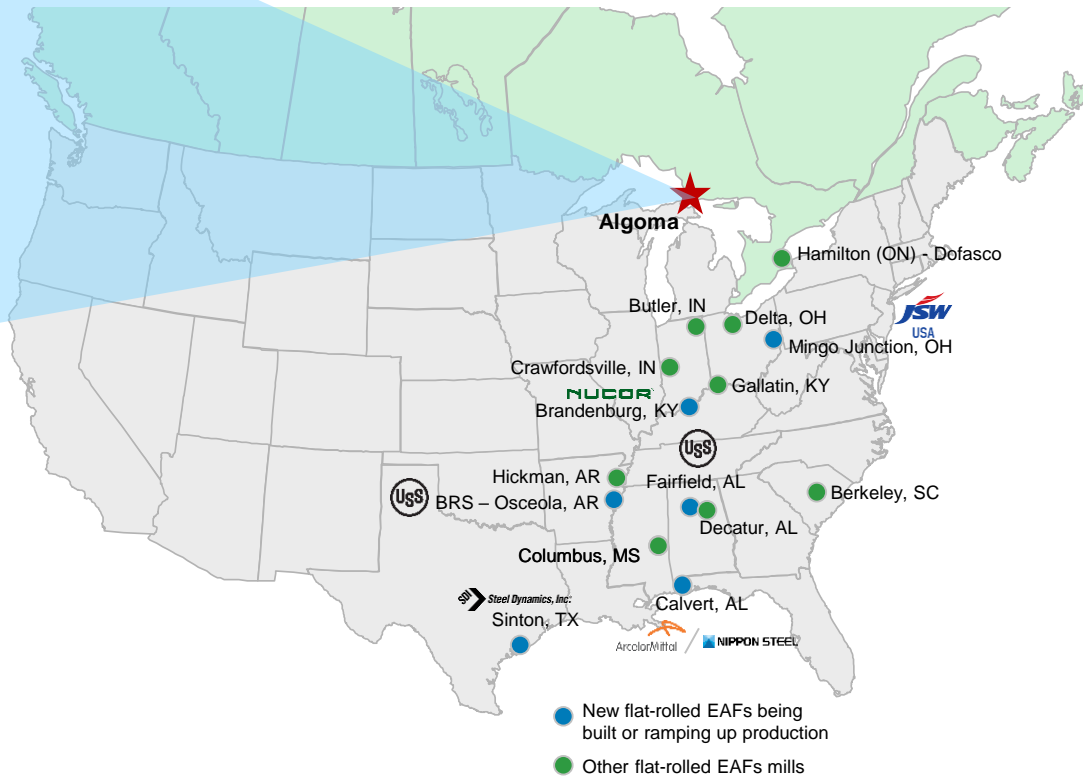 Algoma
Hamilton (ON) - Dofasco
JSW
USA
Butler, IN
Delta, OH
Mingo Junction, OH
Crawfordsville, IN
Gallatin, KY
NUCOR
Brandenburg, KY
USS
Hickman, AR
Fairfield, AL
USS
BRS – Osceola, AR
Berkeley, SC
Decatur, AL
Columbus, MS
SDI Steel Dynamics, Inc.
Calvert, AL
Sinton, TX
ArcelorMittal / NIPPON STEEL
New flat-rolled EAFs being
built or ramping up production
Other flat-rolled EAFs mills